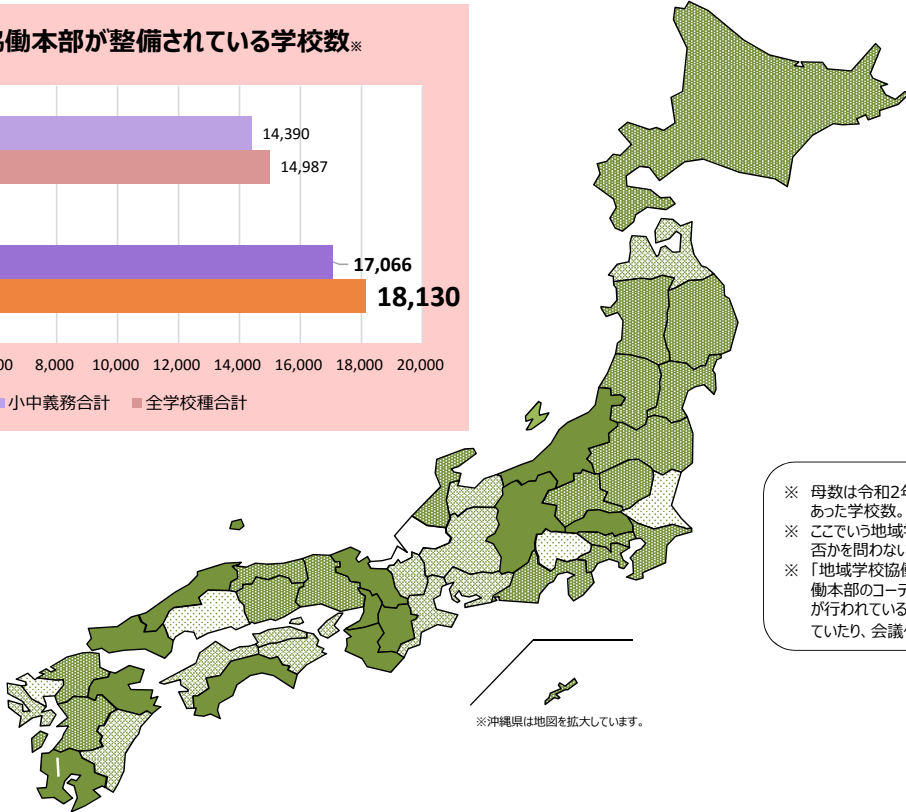 働本部が整備されている学校数※
14,390
14,987
17,066
18,130
00 8,000 10,000 12,000 14,000 16,000 18,000 20,000
小中義務合計 全学校種合計
※ 母数は令和2年
あった学校数。
※ ここでいう地域学
否かを問わない
※ 「地域学校協働
働本部のコーデ
が行われている
ていたり、会議
※沖縄県は地図を拡大しています。